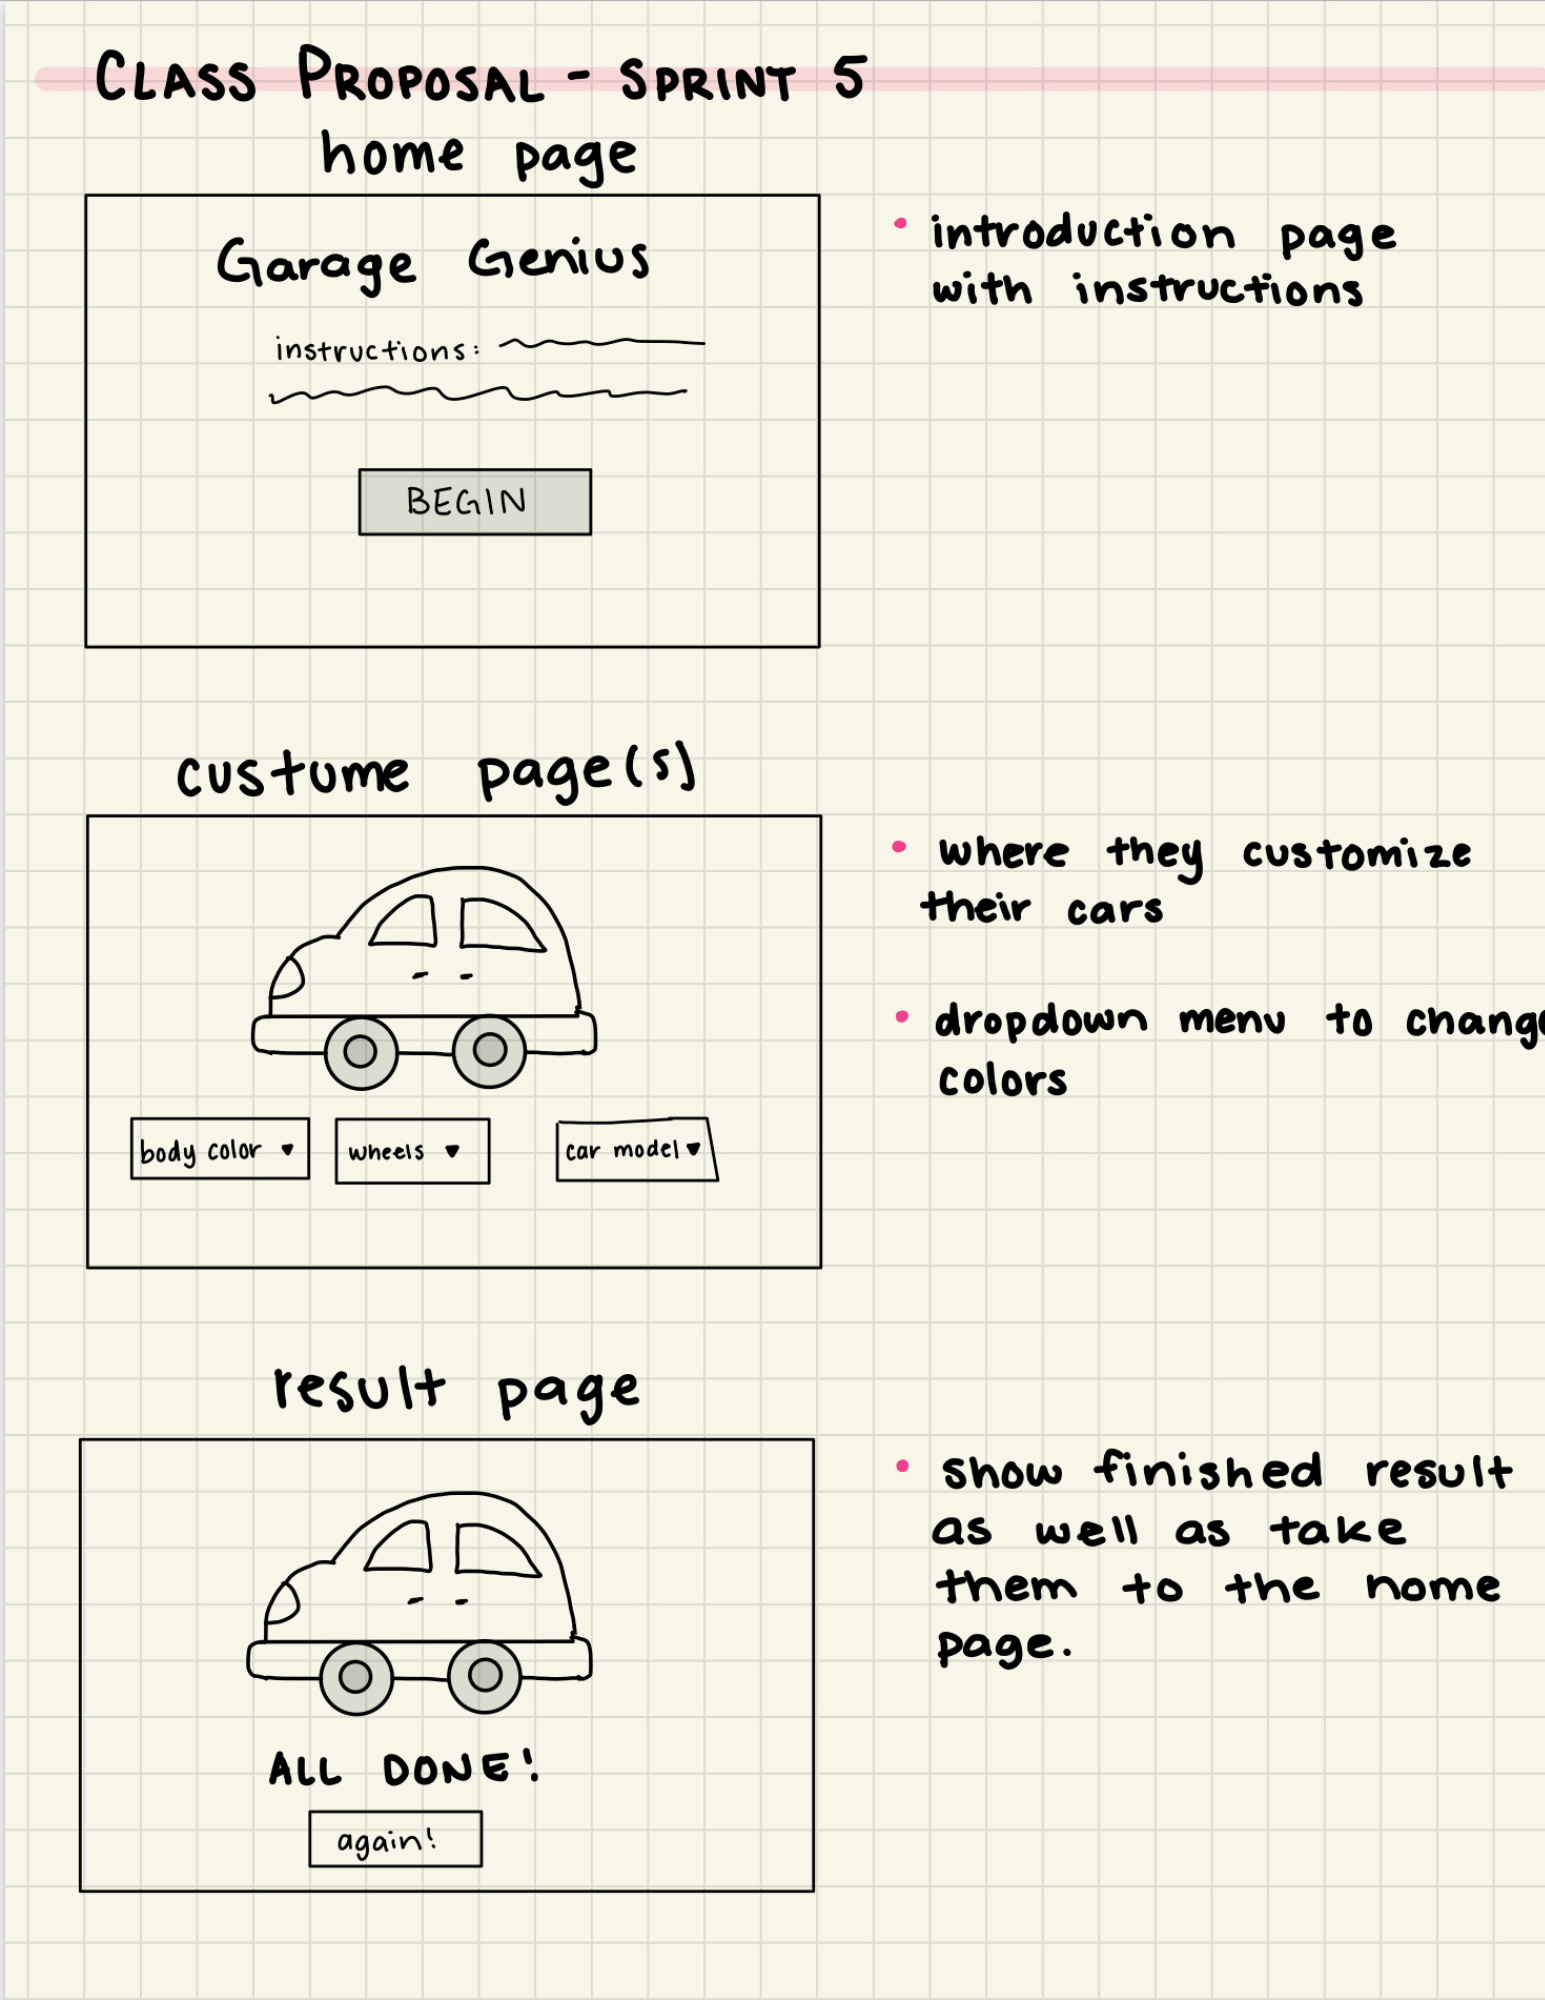 CLASS PROPOSAL - SPRINT 5
home page
Garage Genius
instructions:
BEGIN
• introduction page
with instructions
custume page(s)
body color ▼
wheels ▼
car model ▼
• where they customize
their cars
• dropdown menu to change
colors
result page
ALL DONE!
again!
• show finished result
as well as take
them to the home
page.